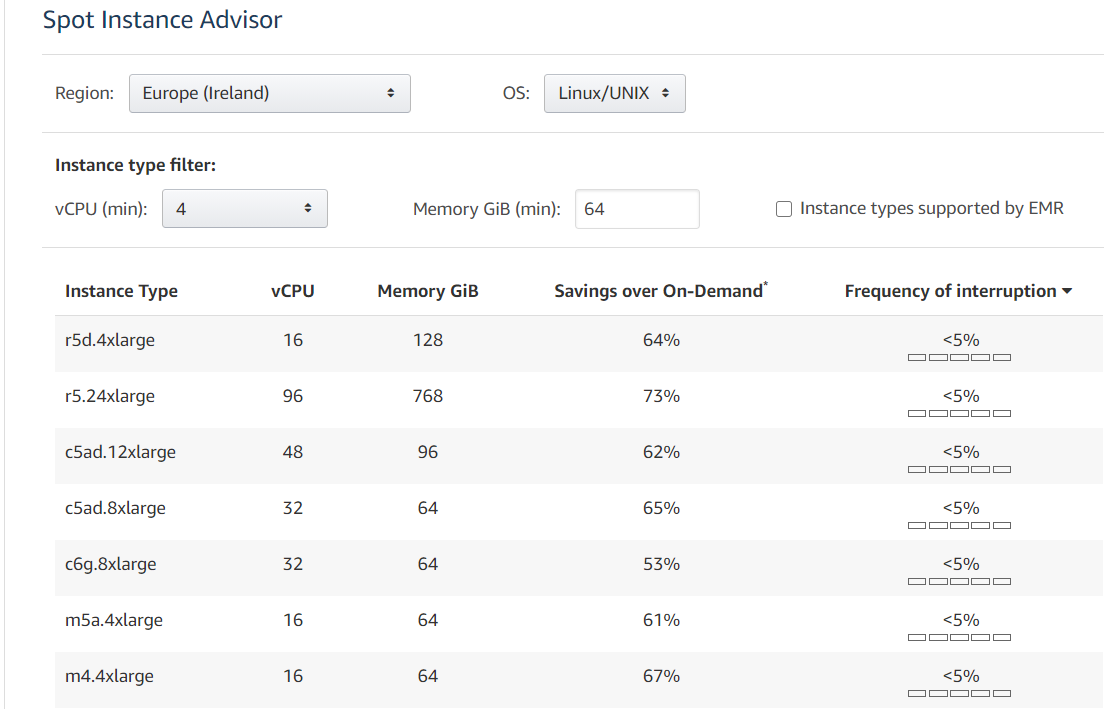 Spot Instance Advisor
Region: Europe (Ireland) OS: Linux/UNIX
Instance type filter:
vCPU (min): 4 Memory GiB (min): 64 Instance types supported by EMR
Instance Type vCPU Memory GiB Savings over On-Demand* Frequency of interruption
r5d.4xlarge 16 128 64% <5%
r5.24xlarge 96 768 73% <5%
c5ad.12xlarge 48 96 62% <5%
c5ad.8xlarge 32 64 65% <5%
c6g.8xlarge 32 64 53% <5%
m5a.4xlarge 16 64 61% <5%
m4.4xlarge 16 64 67% <5%